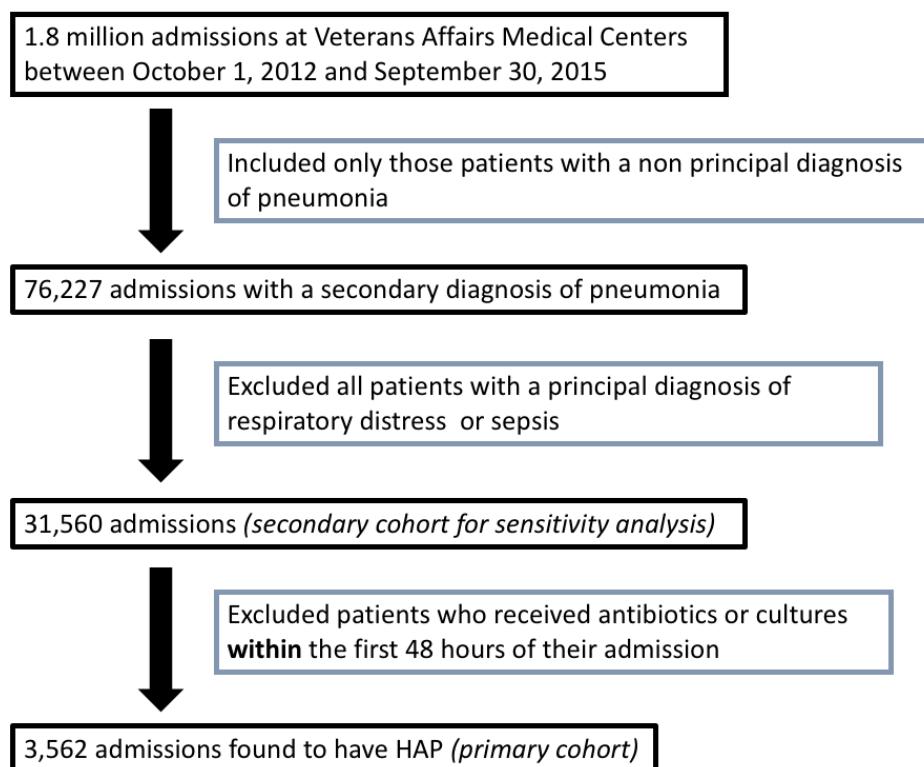 1.8 million admissions at Veterans Affairs Medical Centers
between October 1, 2012 and September 30, 2015
Included only those patients with a non principal diagnosis
of pneumonia
76,227 admissions with a secondary diagnosis of pneumonia
Excluded all patients with a principal diagnosis of
respiratory distress  or sepsis
31,560 admissions (secondary cohort for sensitivity analysis)
Excluded patients who received antibiotics or cultures
within the first 48 hours of their admission
3,562 admissions found to have HAP (primary cohort)